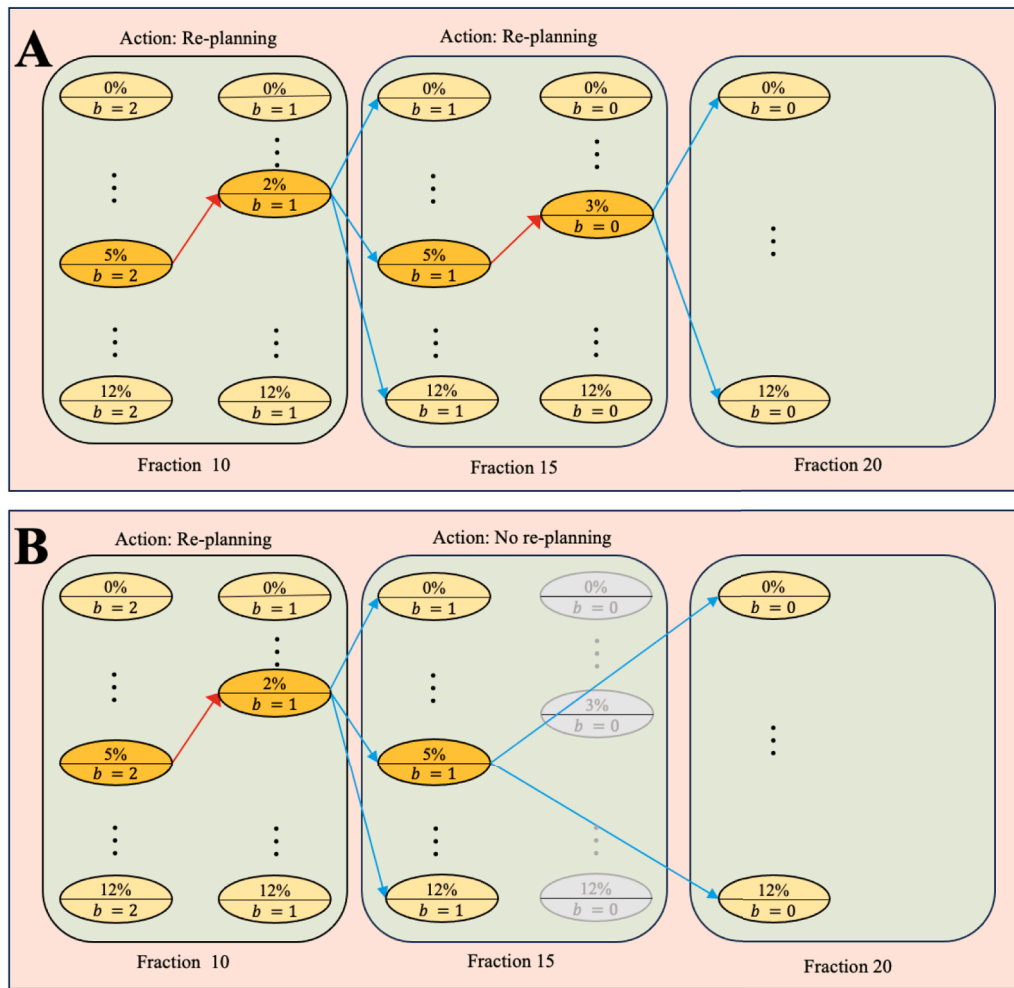 A
Action: Re-planning
Action: Re-planning
0%
b = 2
0%
b = 1
0%
b = 1
0%
b = 0
0%
b = 0
2%
b = 1
3%
b = 0
5%
b = 2
5%
b = 1
12%
b = 2
12%
b = 1
12%
b = 1
12%
b = 0
12%
b = 0
Fraction 10
Fraction 15
Fraction 20
B
Action: Re-planning
Action: No re-planning
0%
b = 2
0%
b = 1
0%
b = 1
0%
b = 0
0%
b = 0
2%
b = 1
3%
b = 0
5%
b = 2
5%
b = 1
12%
b = 2
12%
b = 1
12%
b = 1
12%
b = 0
12%
b = 0
Fraction 10
Fraction 15
Fraction 20